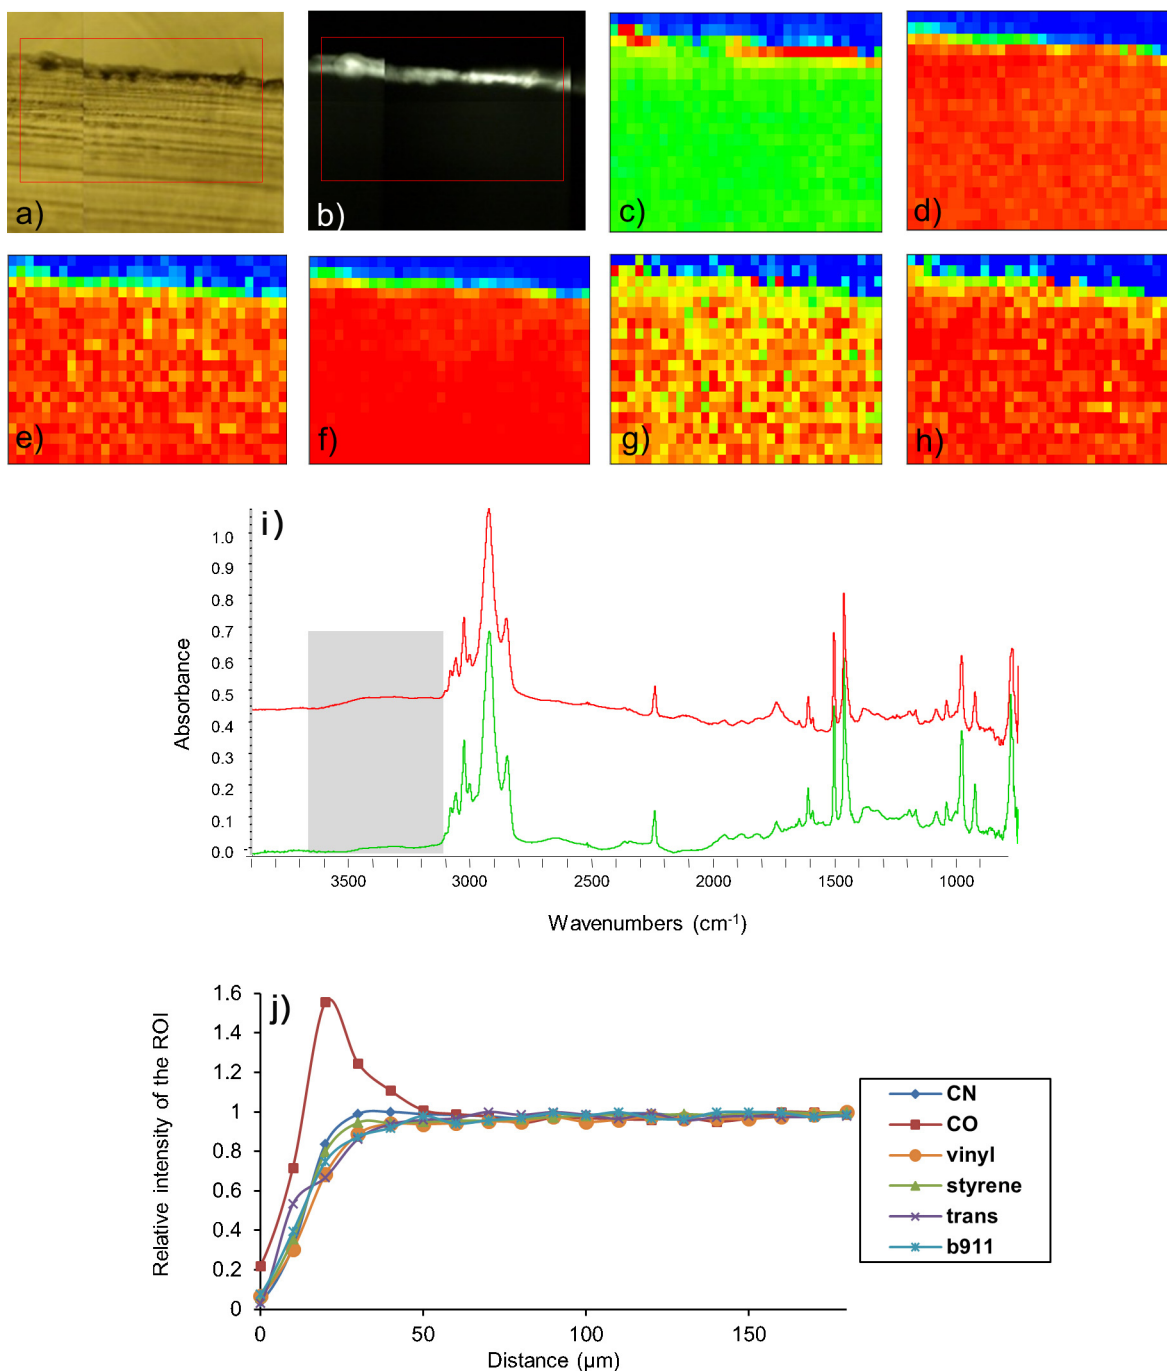 a)
b)
c)
d)
e)
f)
g)
h)
i)
1.0
0.9
0.8
0.7
0.6
0.5
0.4
0.3
0.2
0.1
0.0
Absorbance
3500 3000 2500 2000 1500 1000
Wavenumbers (cm-1)
j)
1.6
1.4
1.2
1
0.8
0.6
0.4
0.2
0
Relative intensity of the ROI
0 50 100 150
Distance (µm)
CN
CO
vinyl
styrene
trans
b911